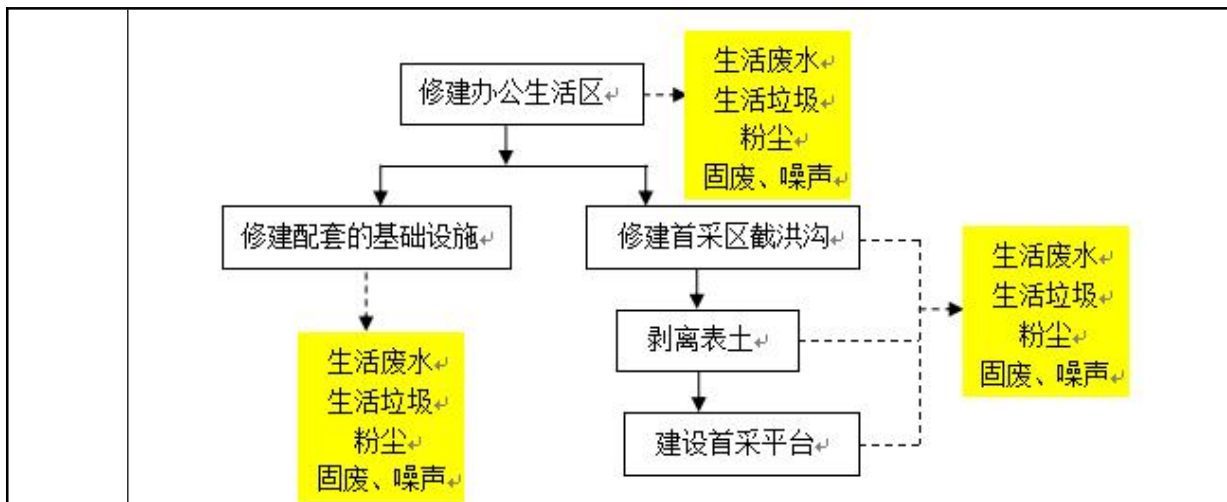 修建办公生活区
生活废水
生活垃圾
粉尘
固废、噪声
修建配套的基础设施
修建首采区截洪沟
生活废水
生活垃圾
粉尘
固废、噪声
剥离表土
建设首采平台
生活废水
生活垃圾
粉尘
固废、噪声